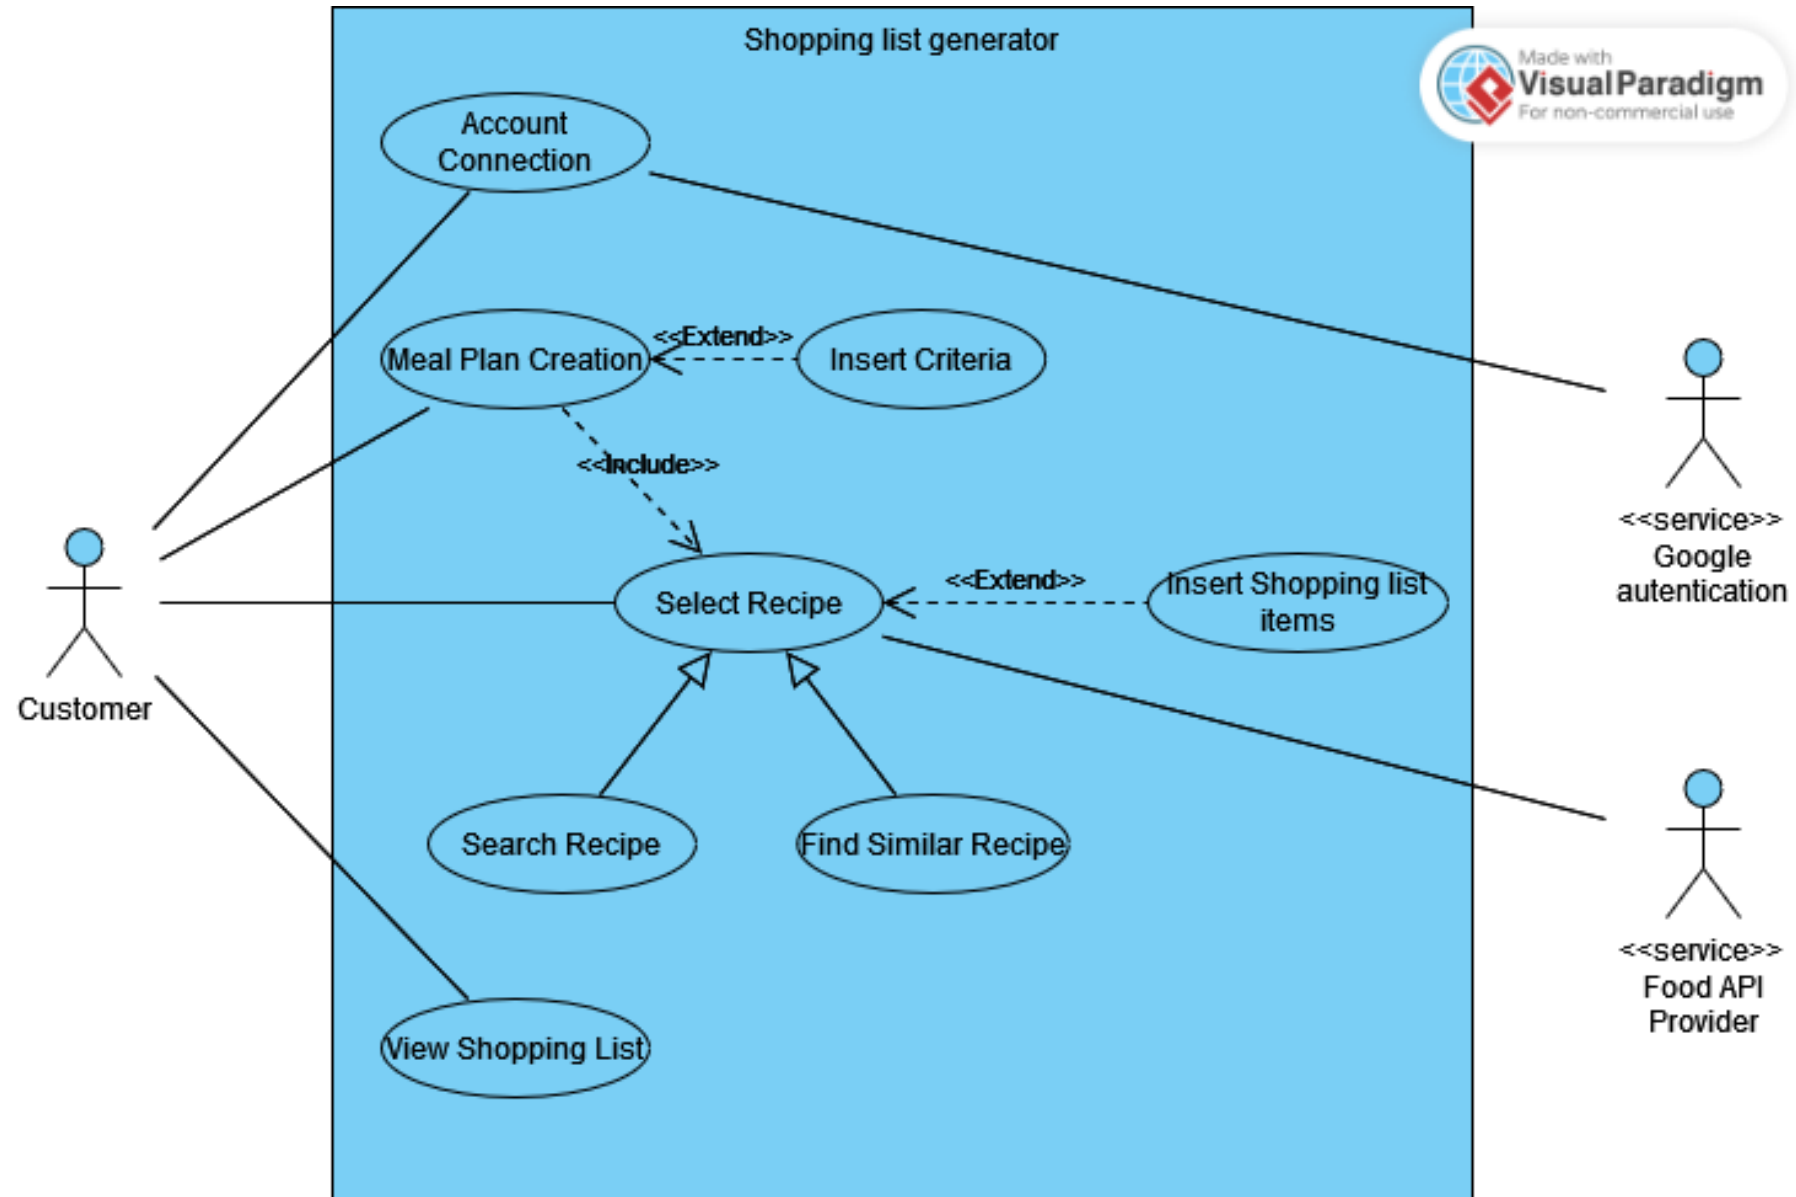 Shopping list generator
Made with
Visual Paradigm
For non-commercial use
Account
Connection
<<Extend>>
Meal Plan Creation
Insert Criteria
<<Include>>
<<service>>
Google
autentication
<<Extend>>
Insert Shopping list
items
Select Recipe
Customer
Search Recipe
Find Similar Recipe
<<service>>
Food API
Provider
View Shopping List